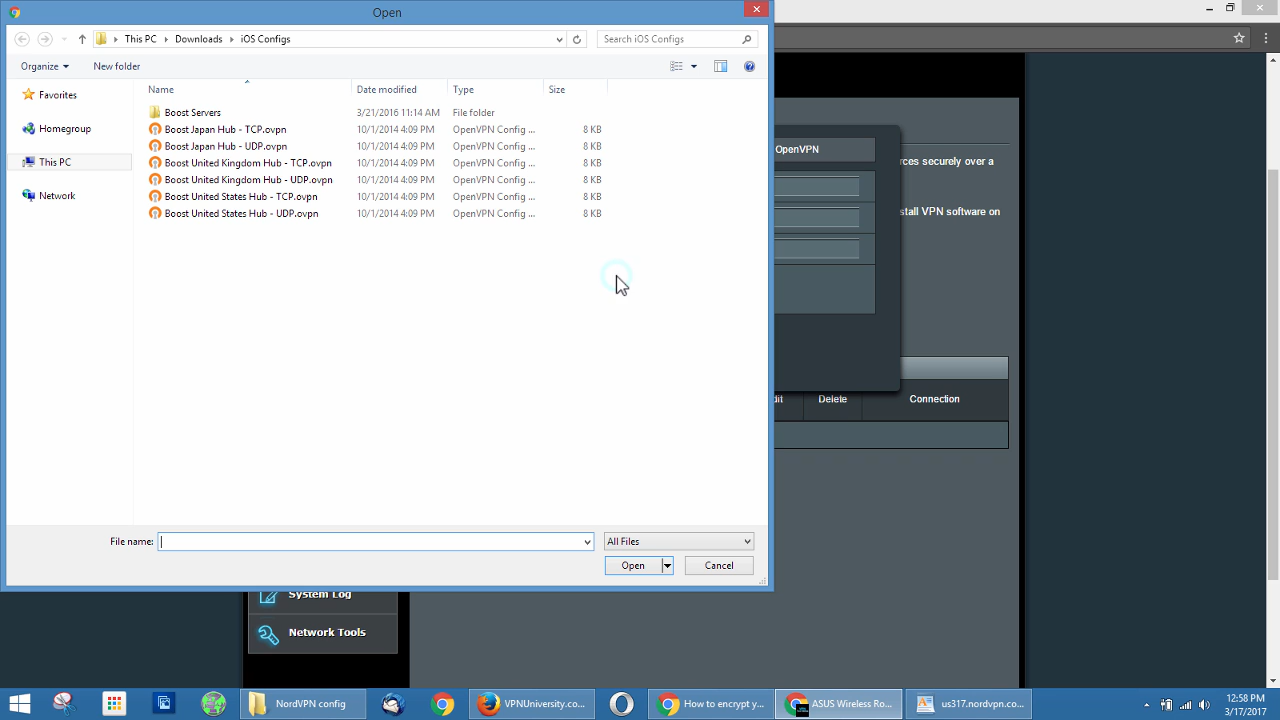 Open
This PC Downloads iOS Configs
Search iOS Configs
Organize
New folder
Name Date modified Type Size
Favorites
Homegroup
This PC
Network
Boost Servers 3/21/2016 11:14 AM File folder
Boost Japan Hub - TCP.ovpn 10/1/2014 4:09 PM OpenVPN Config ... 8 KB
Boost Japan Hub - UDP.ovpn 10/1/2014 4:09 PM OpenVPN Config ... 8 KB
Boost United Kingdom Hub - TCP.ovpn 10/1/2014 4:09 PM OpenVPN Config ... 8 KB
Boost United Kingdom Hub - UDP.ovpn 10/1/2014 4:09 PM OpenVPN Config ... 8 KB
Boost United States Hub - TCP.ovpn 10/1/2014 4:09 PM OpenVPN Config ... 8 KB
Boost United States Hub - UDP.ovpn 10/1/2014 4:09 PM OpenVPN Config ... 8 KB
File name:
All Files
Open
Cancel
OpenVPN
rces securely over a
stall VPN software on
dit Delete Connection
System Log
Network Tools
NordVPN config
VPNUniversity.co...
How to encrypt y...
ASUS Wireless Ro...
us317.nordvpn.co...
12:58 PM
3/17/2017